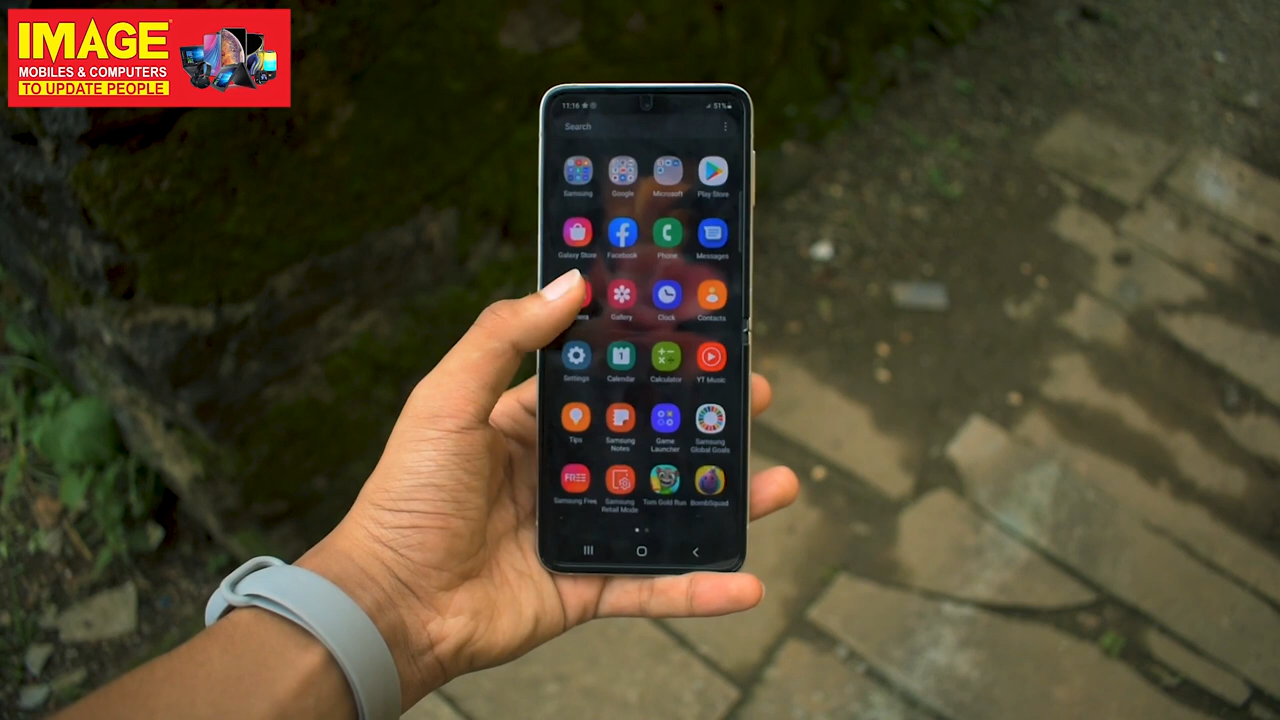 IMAGE
MOBILES & COMPUTERS
TO UPDATE PEOPLE
11:16
51%
Search
Samsung Google Microsoft Play Store
Galaxy Store Facebook Phone Messages
Gallery Clock Contacts
1
Settings Calendar Calculator YT Music
Tips Samsung Notes Game Launcher Samsung Global Goals
FREE
Samsung Free Samsung Retail Mode Tom Gold Run BombSquad